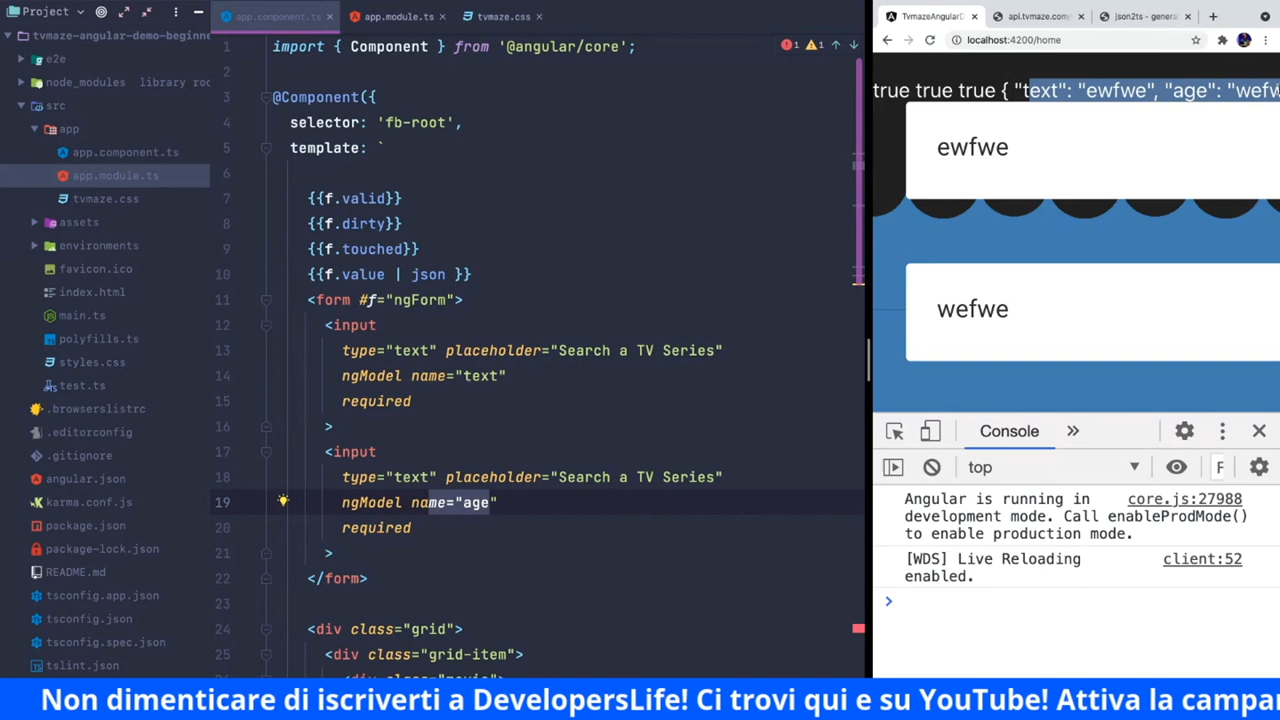 Project
app.component.ts
app.module.ts
tvmaze.css
tvmaze-angular-demo-beginne
e2e
node_modules library roo
src
app
app.component.ts
app.module.ts
tvmaze.css
assets
environments
favicon.ico
index.html
main.ts
polyfills.ts
styles.css
test.ts
.browserslistrc
.editorconfig
.gitignore
angular.json
karma.conf.js
package.json
package-lock.json
README.md
tsconfig.app.json
tsconfig.json
tsconfig.spec.json
tslint.json
1 import { Component } from '@angular/core';
1 1
2
3 @Component({
4 selector: 'fb-root',
5 template: `
6
7 {{f.valid}}
8 {{f.dirty}}
9 {{f.touched}}
10 {{f.value | json }}
11 <form #f="ngForm">
12 <input
13 type="text" placeholder="Search a TV Series"
14 ngModel name="text"
15 required
16 >
17 <input
18 type="text" placeholder="Search a TV Series"
19 ngModel name="age"
20 required
21 >
22 </form>
23
24 <div class="grid">
25 <div class="grid-item">
TvmazeAngularD
api.tvmaze.com/s
json2ts - genera
localhost:4200/home
true true true { "text": "ewfwe", "age": "wefw
ewfwe
wefwe
Console
top
F
Angular is running in core.js:27988
development mode. Call enableProdMode()
to enable production mode.
[WDS] Live Reloading client:52
enabled.
Non dimenticare di iscriverti a DevelopersLife! Ci trovi qui e su YouTube! Attiva la campa